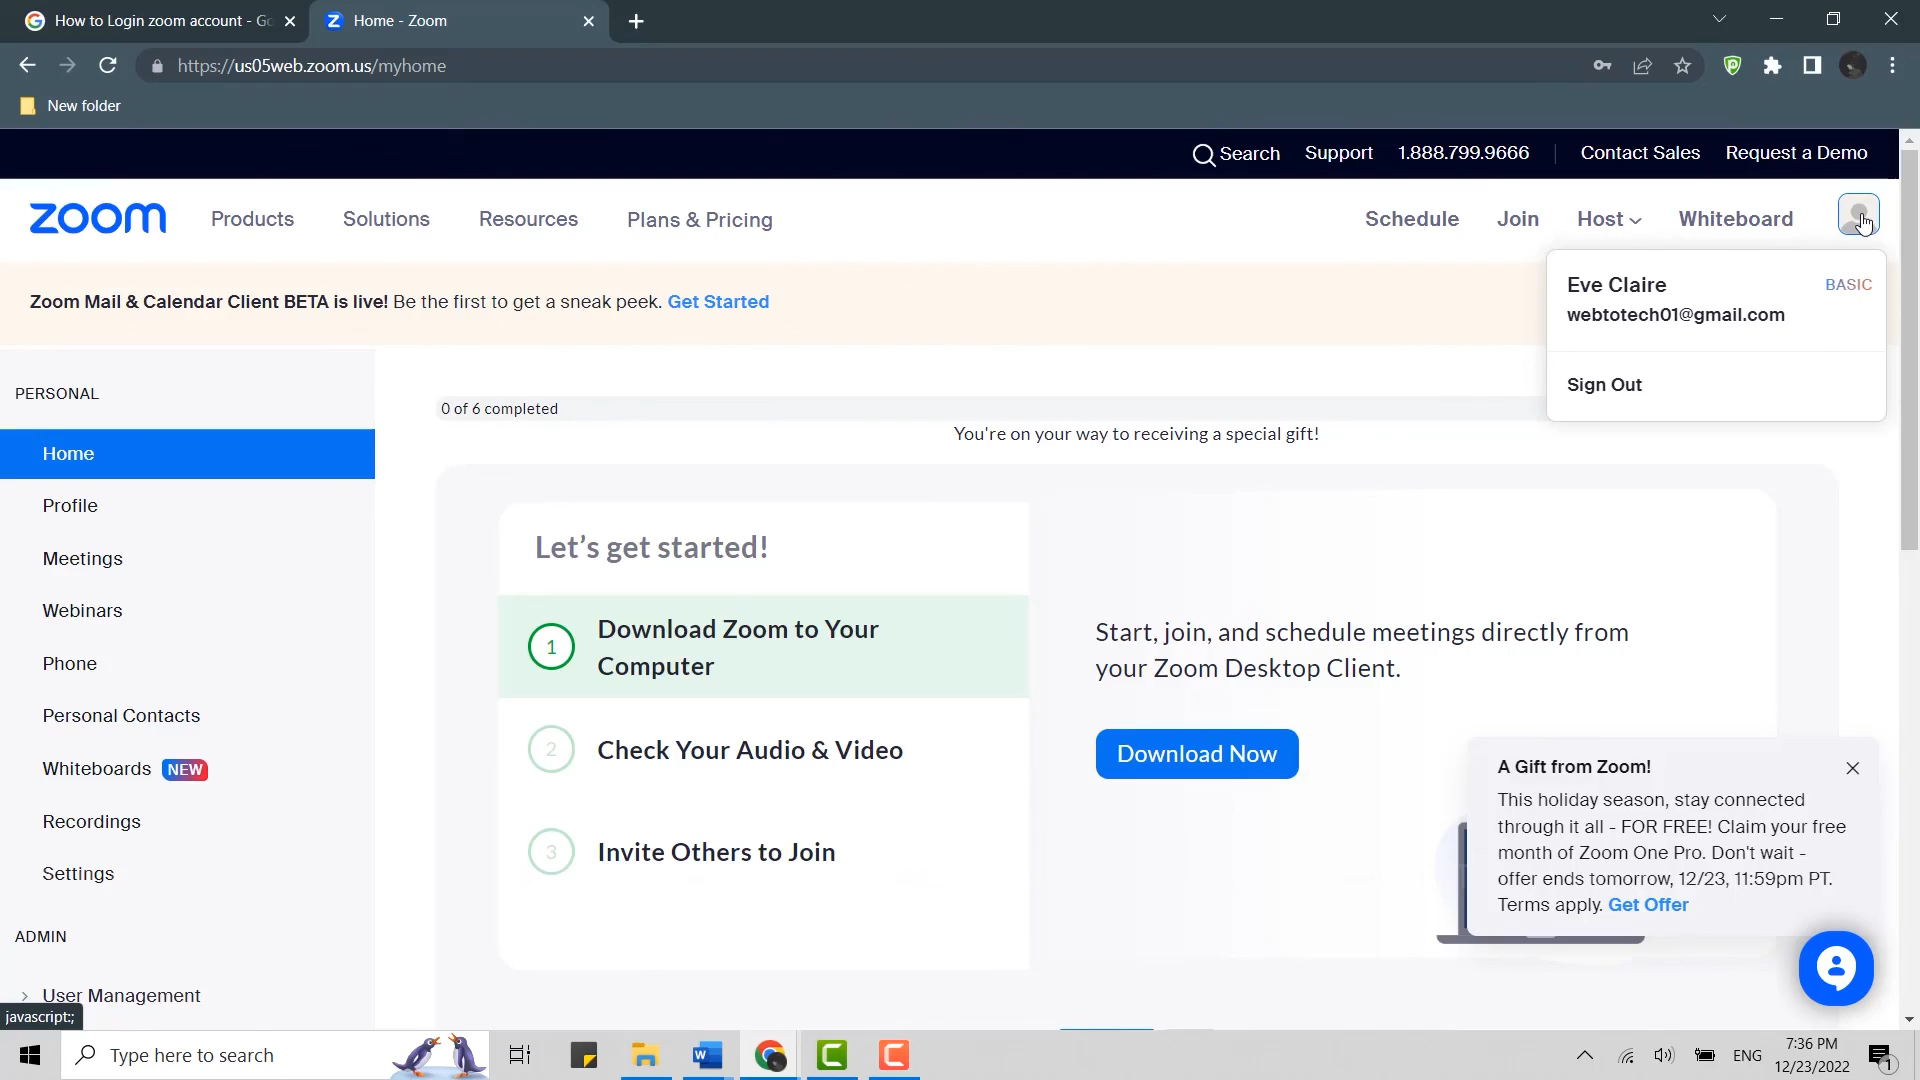 How to Login zoom account - Go
Home - Zoom
https://us05web.zoom.us/myhome
New folder
Search Support 1.888.799.9666 Contact Sales Request a Demo
zoom Products Solutions Resources Plans & Pricing Schedule Join Host Whiteboard
Zoom Mail & Calendar Client BETA is live! Be the first to get a sneak peek. Get Started
Eve Claire BASIC
webtotech01@gmail.com
Sign Out
PERSONAL
Home
Profile
Meetings
Webinars
Phone
Personal Contacts
Whiteboards NEW
Recordings
Settings
ADMIN
User Management
javascript:;
0 of 6 completed
You're on your way to receiving a special gift!
Let's get started!
1 Download Zoom to Your
Computer
2 Check Your Audio & Video
3 Invite Others to Join
Start, join, and schedule meetings directly from
your Zoom Desktop Client.
Download Now
A Gift from Zoom!
This holiday season, stay connected
through it all - FOR FREE! Claim your free
month of Zoom One Pro. Don't wait -
offer ends tomorrow, 12/23, 11:59pm PT.
Terms apply. Get Offer
Type here to search
ENG
7:36 PM
12/23/2022
1